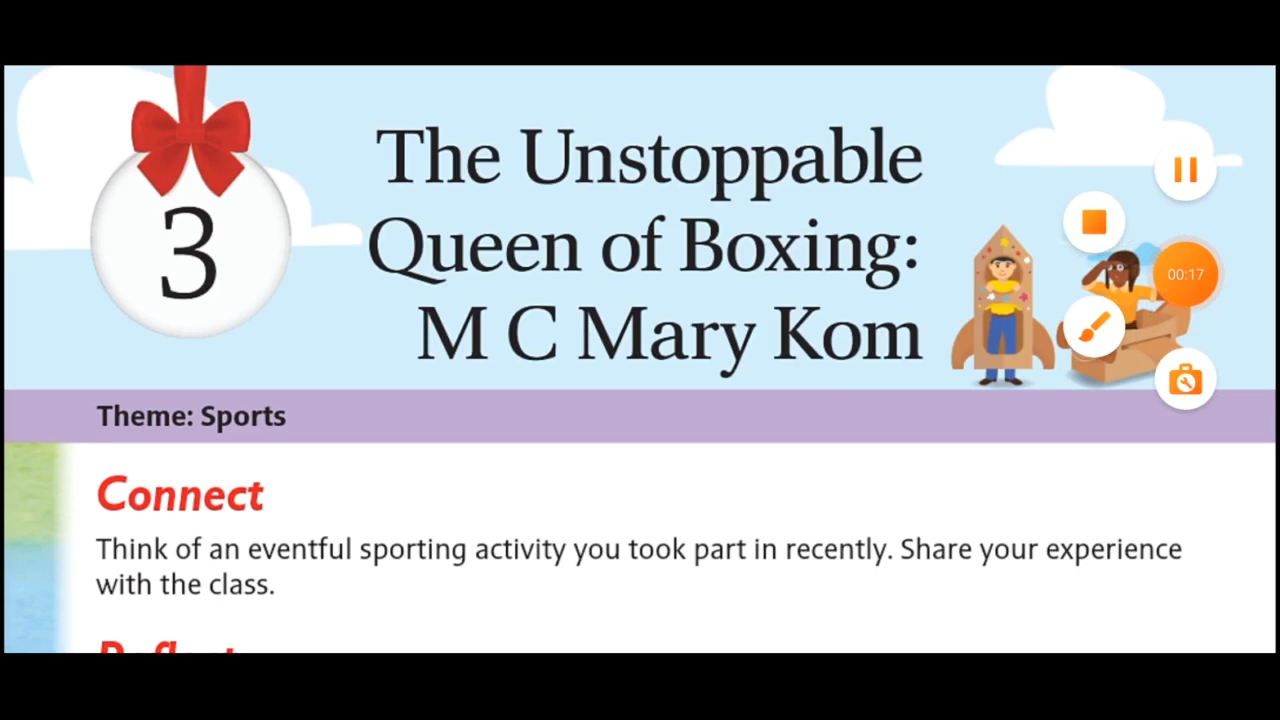 3
The Unstoppable
Queen of Boxing:
M C Mary Kom
00:17
Theme: Sports
Connect
Think of an eventful sporting activity you took part in recently. Share your experience
with the class.